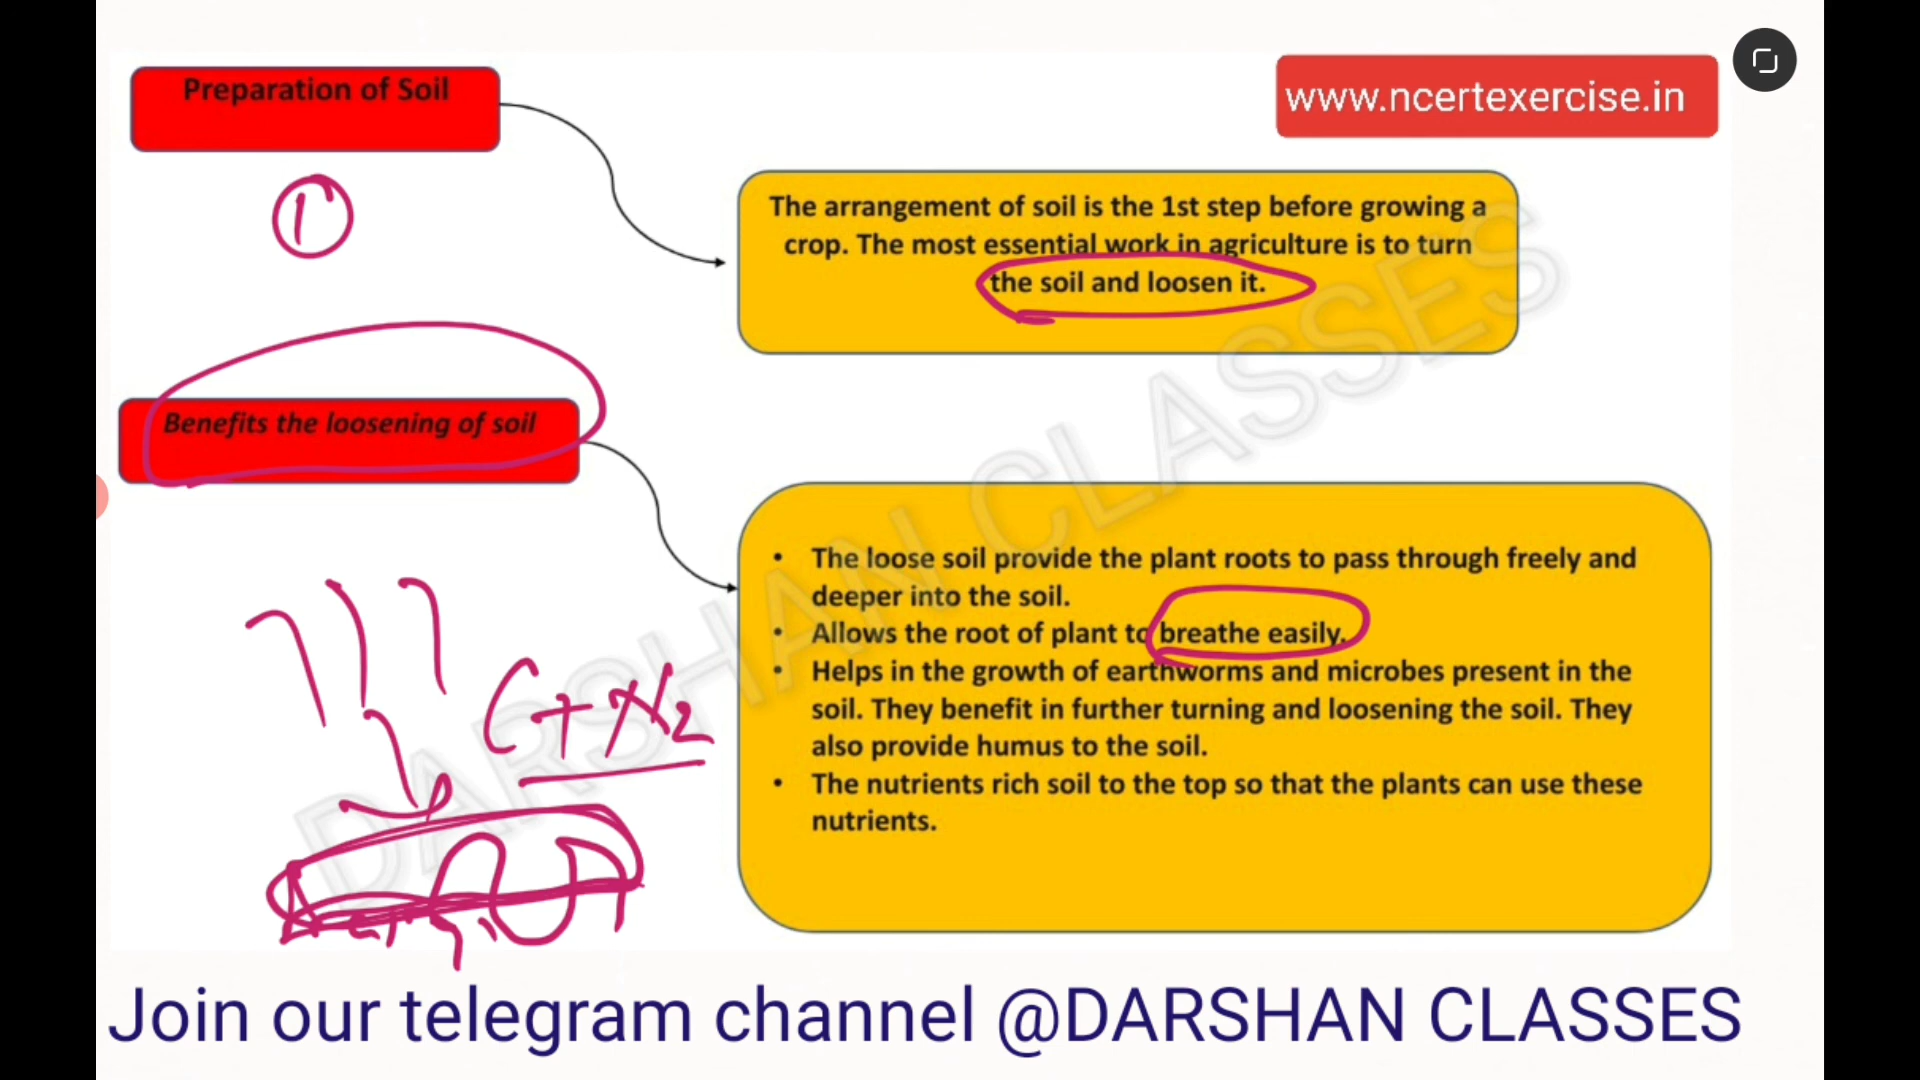 Preparation of Soil
www.ncertexercise.in
1
The arrangement of soil is the 1st step before growing a
crop. The most essential work in agriculture is to turn
the soil and loosen it.
Benefits the loosening of soil
• The loose soil provide the plant roots to pass through freely and
deeper into the soil.
• Allows the root of plant to breathe easily.
• Helps in the growth of earthworms and microbes present in the
soil. They benefit in further turning and loosening the soil. They
also provide humus to the soil.
• The nutrients rich soil to the top so that the plants can use these
nutrients.
DARSHAN CLASSES
Join our telegram channel @DARSHAN CLASSES